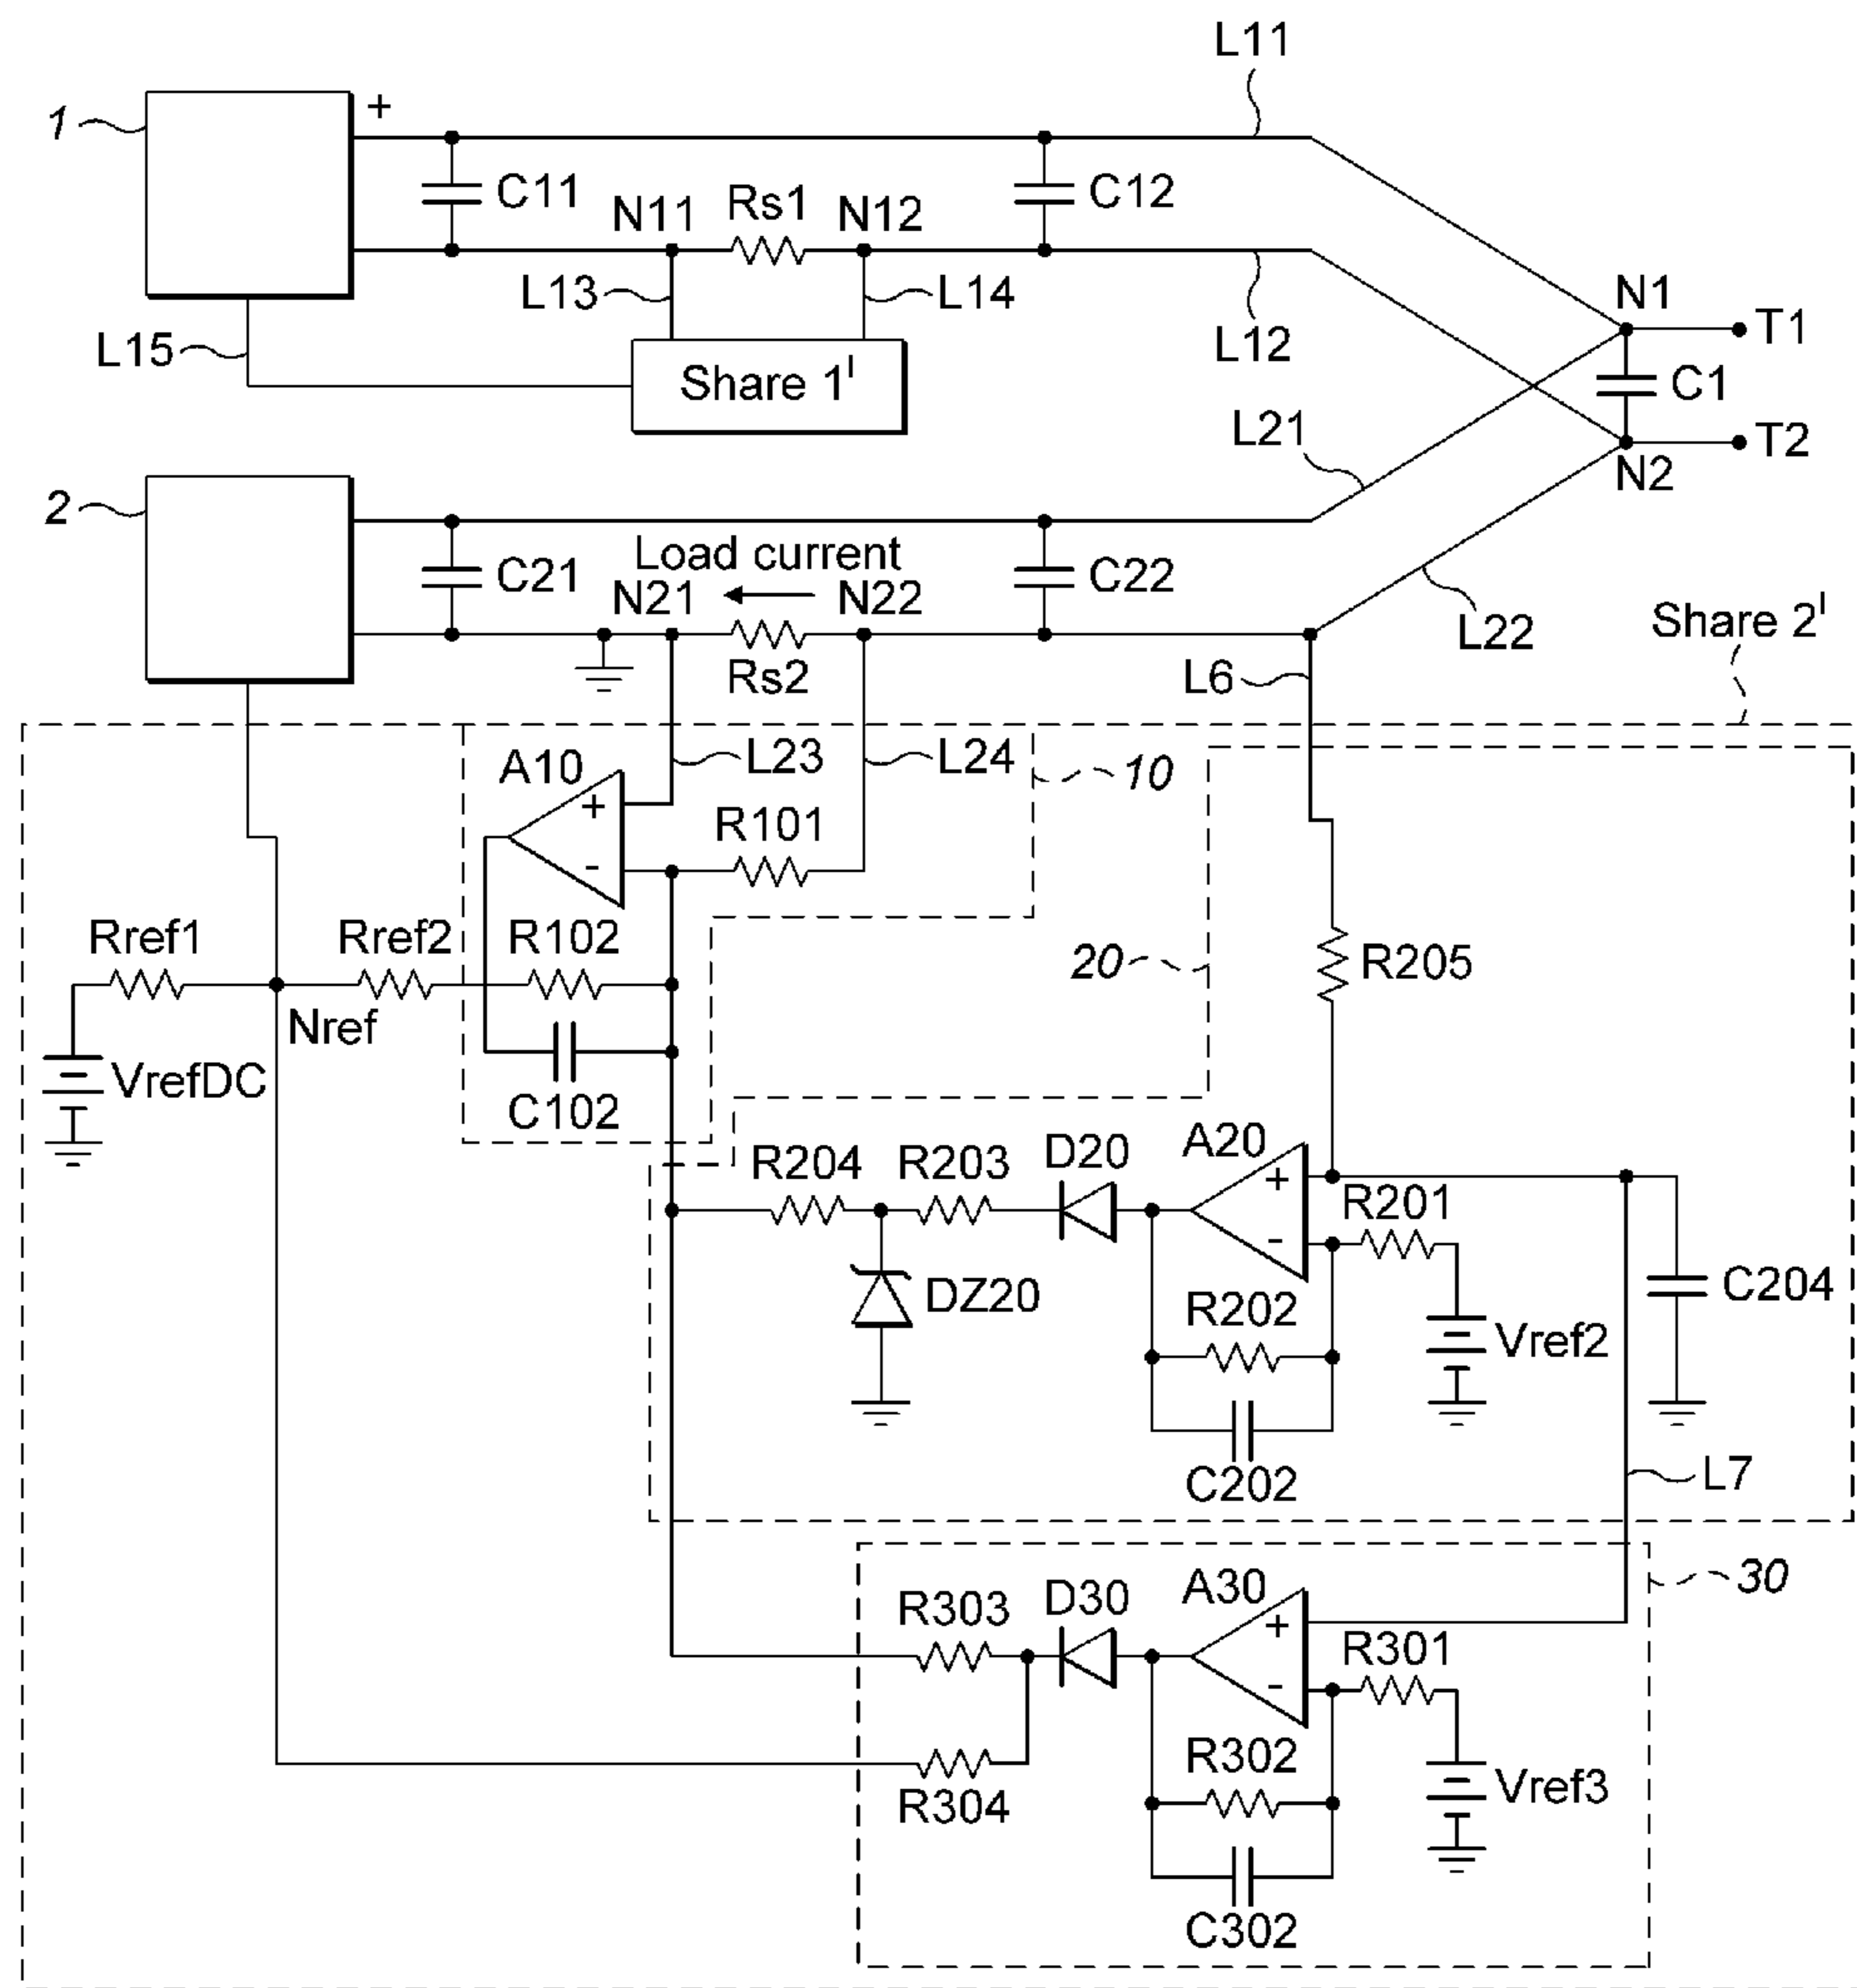 L11
1
+
C11
N11
Rs1
N12
C12
L13
L14
L12
L15
Share 1'
N1
T1
C1
T2
N2
L21
2
C21
Load current
N21
N22
C22
Rs2
L22
Share 2'
L6
A10
L23
L24
10
+
R101
-
20
Rref1
Rref2
R102
R205
Nref
VrefDC
C102
R204
R203
D20
A20
+
R201
-
DZ20
R202
C204
Vref2
C202
L7
30
R303
D30
A30
+
R301
-
R304
R302
Vref3
C302